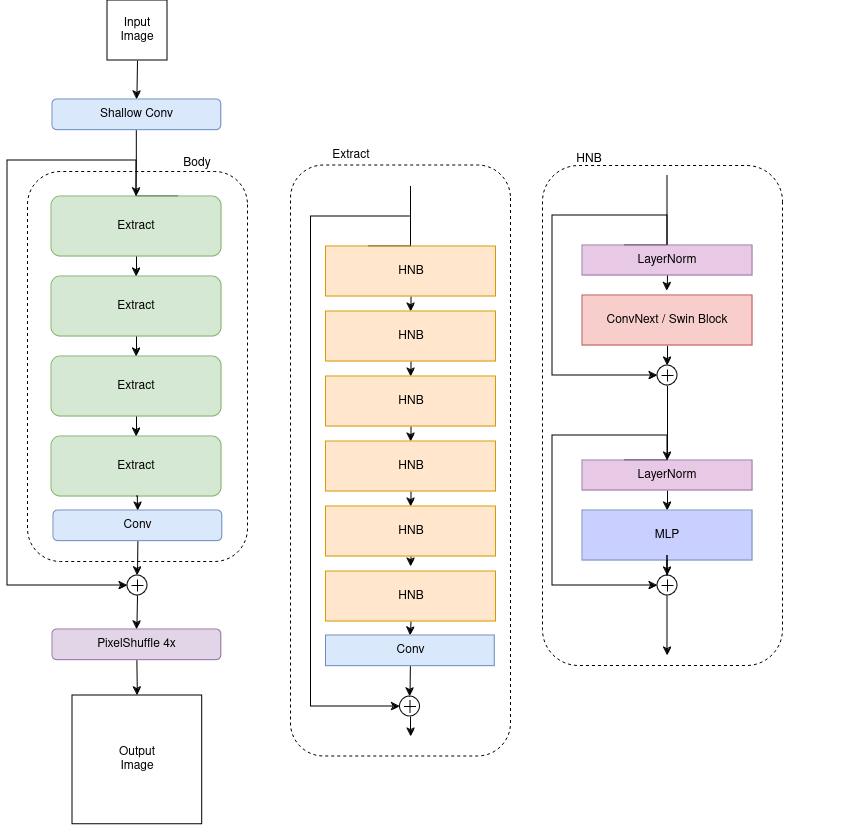 Input
Image
Shallow Conv
Body
Extract
Extract
Extract
Extract
Conv
PixelShuffle 4x
Output
Image
Extract
HNB
HNB
HNB
HNB
HNB
HNB
Conv
HNB
LayerNorm
ConvNext / Swin Block
LayerNorm
MLP